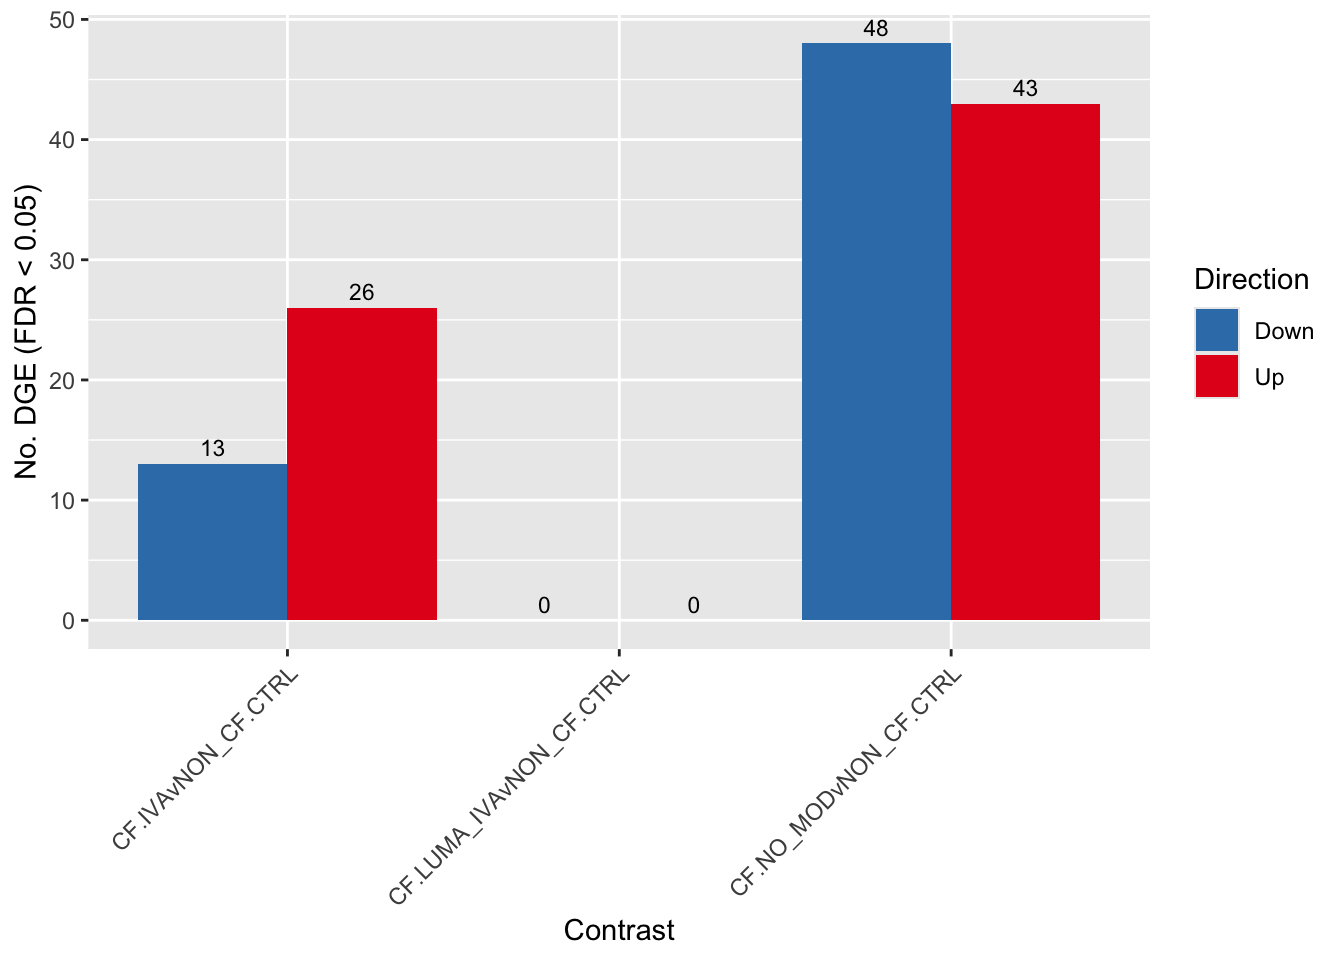 No. DGE (FDR < 0.05)
50
40
30
20
10
0
13
26
0
0
48
43
CF.IVAvNON_CF.CTRL
CF.LUMA_IVAvNON_CF.CTRL
CF.NO_MODvNON_CF.CTRL
Contrast
Direction
Down
Up